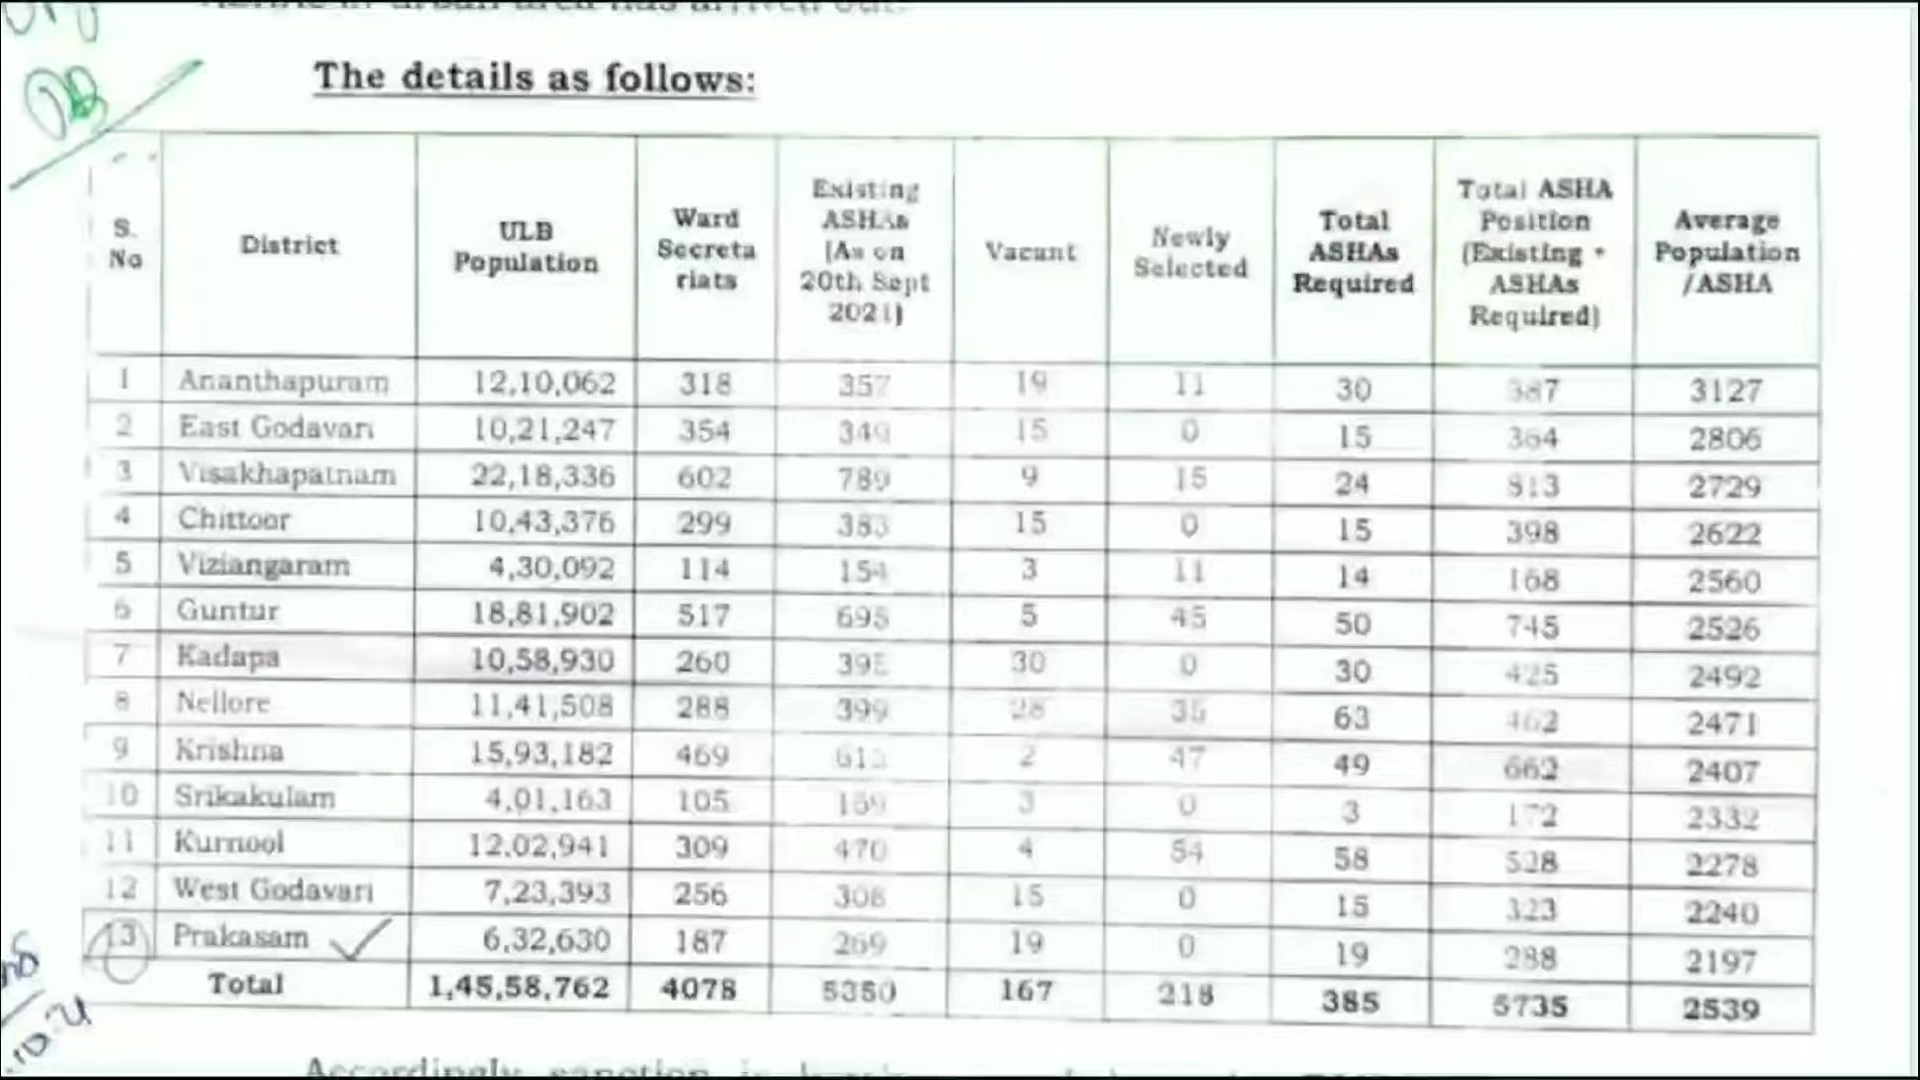 The details as follows:
S. No | District | ULB Population | Ward Secreta riats | Existing ASHAs (As on 20th Sept 2021) | Vacant | Newly Selected | Total ASHAs Required | Total ASHA Position (Existing + ASHAs Required) | Average Population /ASHA
1 | Ananthapuram | 12,10,062 | 318 | 357 | 19 | 11 | 30 | 387 | 3127
2 | East Godavari | 10,21,247 | 354 | 349 | 15 | 0 | 15 | 364 | 2806
3 | Visakhapatnam | 22,18,336 | 602 | 789 | 9 | 15 | 24 | 813 | 2729
4 | Chittoor | 10,43,376 | 299 | 383 | 15 | 0 | 15 | 398 | 2622
5 | Viziangaram | 4,30,092 | 114 | 154 | 3 | 11 | 14 | 168 | 2560
6 | Guntur | 18,81,902 | 517 | 695 | 5 | 45 | 50 | 745 | 2526
7 | Kadapa | 10,58,930 | 260 | 395 | 30 | 0 | 30 | 425 | 2492
8 | Nellore | 11,41,508 | 288 | 399 | 28 | 35 | 63 | 462 | 2471
9 | Krishna | 15,93,182 | 469 | 613 | 2 | 47 | 49 | 662 | 2407
10 | Srikakulam | 4,01,163 | 105 | 169 | 3 | 0 | 3 | 172 | 2332
11 | Kurnool | 12,02,941 | 309 | 470 | 4 | 54 | 58 | 528 | 2278
12 | West Godavari | 7,23,393 | 256 | 308 | 15 | 0 | 15 | 323 | 2240
13 | Prakasam | 6,32,630 | 187 | 269 | 19 | 0 | 19 | 288 | 2197
Total | 1,45,58,762 | 4078 | 5350 | 167 | 218 | 385 | 5735 | 2539
Accordingly sanction is